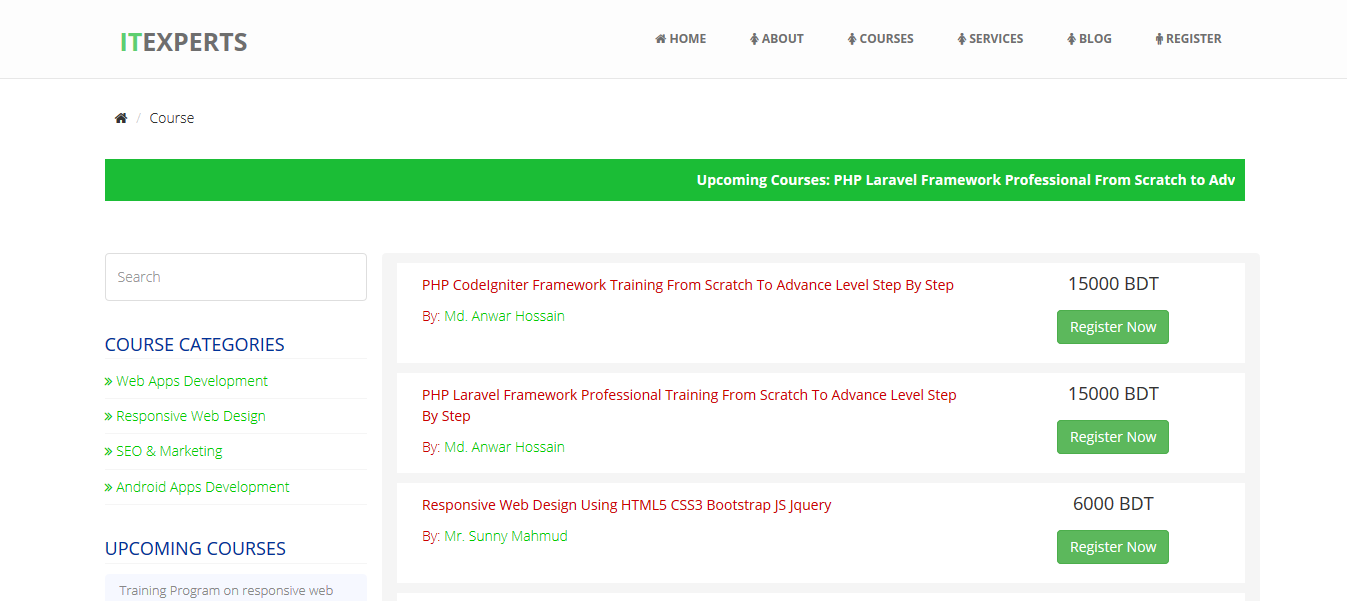 ITEXPERTS
HOME ABOUT COURSES SERVICES BLOG REGISTER
/ Course
Upcoming Courses: PHP Laravel Framework Professional From Scratch to Adv
Search
COURSE CATEGORIES
» Web Apps Development
» Responsive Web Design
» SEO & Marketing
» Android Apps Development
UPCOMING COURSES
Training Program on responsive web
PHP CodeIgniter Framework Training From Scratch To Advance Level Step By Step
By: Md. Anwar Hossain
15000 BDT
Register Now
PHP Laravel Framework Professional Training From Scratch To Advance Level Step
By Step
By: Md. Anwar Hossain
15000 BDT
Register Now
Responsive Web Design Using HTML5 CSS3 Bootstrap JS Jquery
By: Mr. Sunny Mahmud
6000 BDT
Register Now